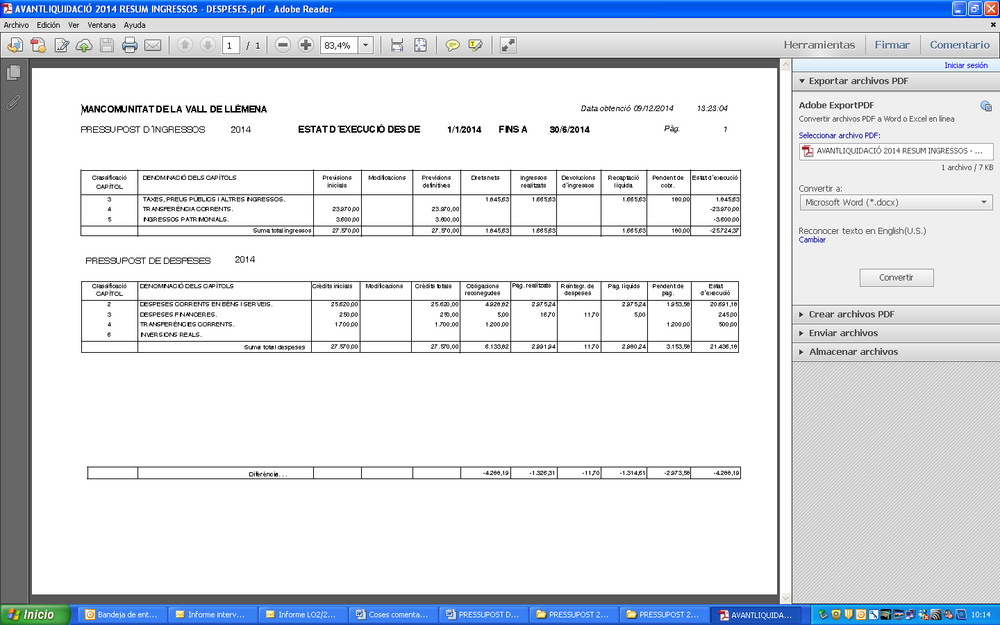 AVANTLIQUIDACIÓ 2014 RESUM INGRESSOS - DESPESES.pdf - Adobe Reader
Archivo Edición Ver Ventana Ayuda
1 / 1 83,4% Herramientas Firmar Comentario
Iniciar sesión
Exportar archivos PDF
Adobe ExportPDF
Convertir archivos PDF a Word o Excel en línea
Seleccionar archivo PDF:
AVANTLIQUIDACIÓ 2014 RESUM INGRESSOS - ...
1 archivo / 7 KB
Convertir a:
Microsoft Word (*.docx)
Reconocer texto en English(U.S.)
Cambiar
Convertir
Crear archivos PDF
Enviar archivos
Almacenar archivos
MANCOMUNITAT DE LA VALL DE LLÉMENA Data obtenció 09/12/2014 13:23:04
PRESSUPOST D´INGRESSOS 2014 ESTAT D´EXECUCIÓ DES DE 1/1/2014 FINS A 30/6/2014 Pàg. 1
Classificació DENOMINACIÓ DELS CAPÍTOLS Previsions Modificacions Previsions Drets nets Ingressos Devolucions Recaptació Pendent de Estat d'execució
CAPÍTOL inicials definitives realitzats d'ingressos líquida cobr.
3 TAXES, PREUS PÚBLICS I ALTRES INGRESSOS. 1.845,63 1.665,63 1.665,63 180,00 1.845,63
4 TRANSFERÈNCIA CORRENTS. 23.970,00 23.970,00 -23.970,00
5 INGRESSOS PATRIMONIALS. 3.600,00 3.600,00 -3.600,00
Suma total ingressos 27.570,00 27.570,00 1.845,63 1.665,63 1.665,63 180,00 -25.724,37
PRESSUPOST DE DESPESES 2014
Classificació DENOMINACIÓ DELS CAPÍTOLS Crèdits inicials Modificacions Crèdits totals Obligacions Pag. realitzats Reintegr. de Pag. líquids Pendent de Estat
CAPÍTOL reconegudes despeses pag. d'execució
2 DESPESES CORRENTS EN BÉNS I SERVEIS. 25.620,00 25.620,00 4.928,82 2.975,24 2.975,24 1.953,58 20.691,18
3 DESPESES FINANCERES. 250,00 250,00 5,00 16,70 11,70 5,00 245,00
4 TRANSFERÈNCIES CORRENTS. 1.700,00 1.700,00 1.200,00 1.200,00 500,00
6 INVERSIONS REALS.
Suma total despeses 27.570,00 27.570,00 6.133,82 2.991,94 11,70 2.980,24 3.153,58 21.436,18
Diferència. . . -4.288,19 -1.326,31 -11,70 -1.314,61 -2.973,58 -4.288,19
Inicio Bandeja de ent... Informe interv... Informe LO2/2... Coses comenta... PRESSUPOST D... PRESSUPOST 2... PRESSUPOST 2... AVANTLIQUIDA... 10:14